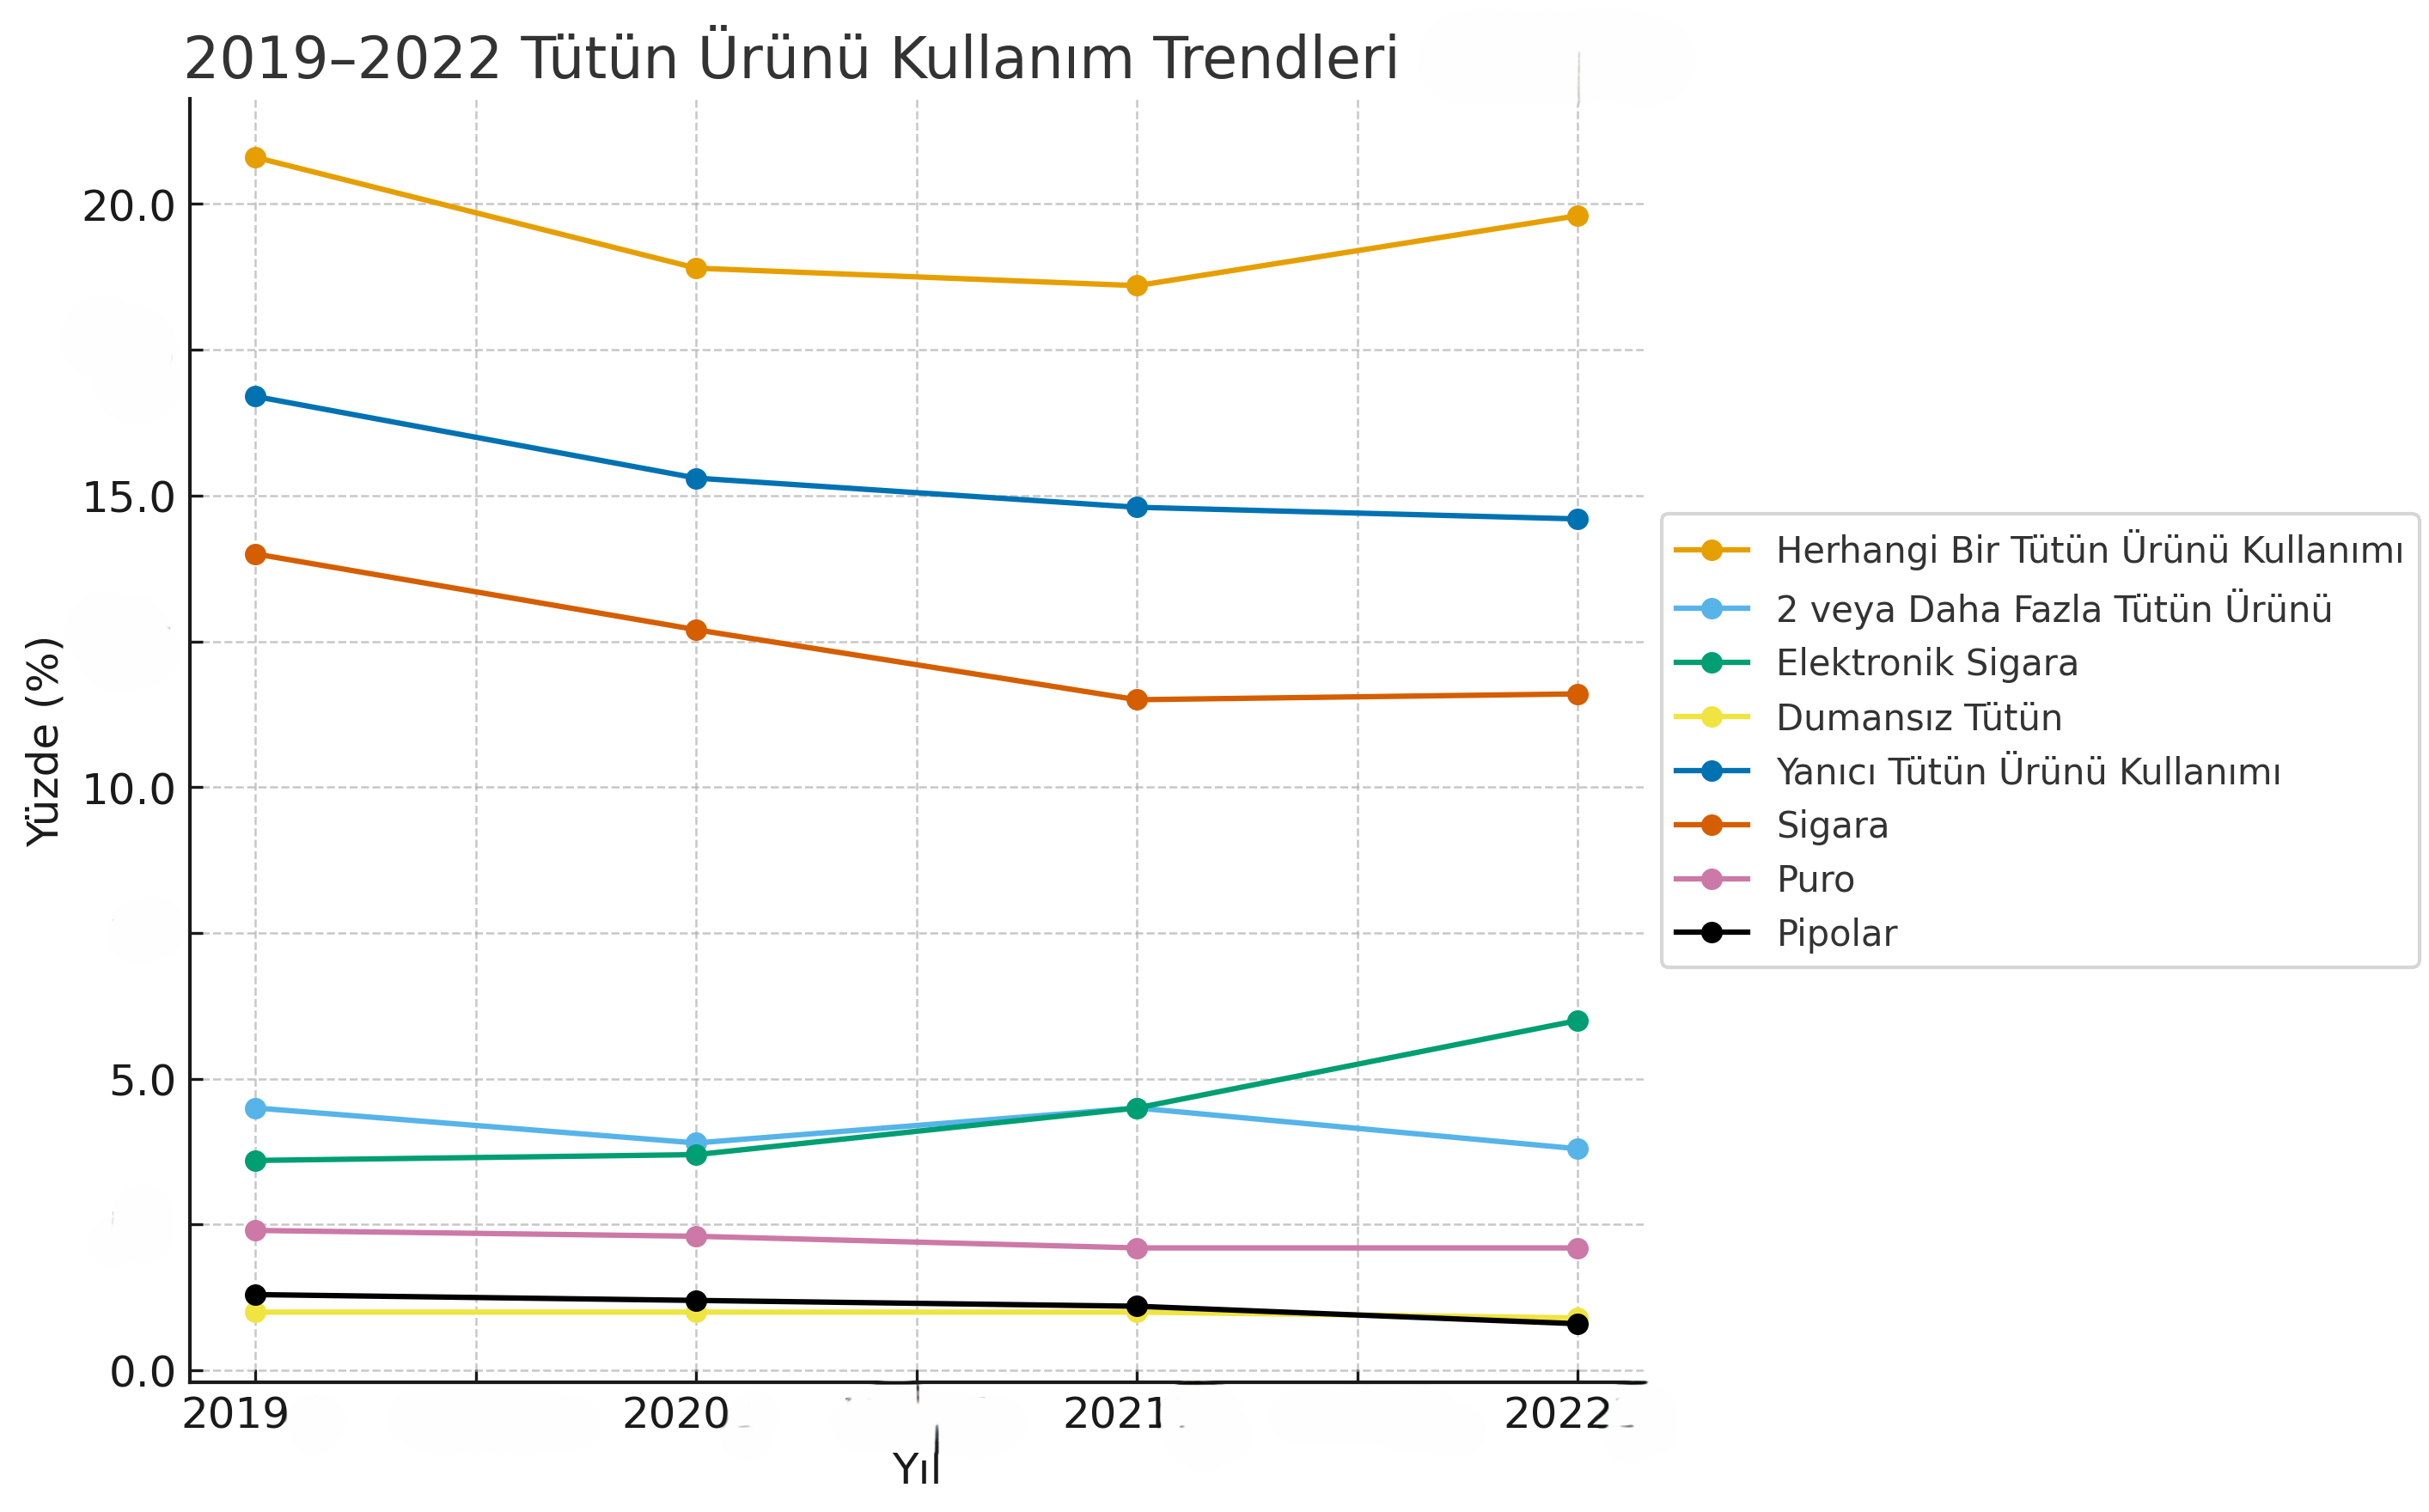 2019–2022 Tütün Ürünü Kullanım Trendleri
20.0
15.0
10.0
5.0
0.0
Yüzde (%)
2019 2020 2021 2022
Yıl
Herhangi Bir Tütün Ürünü Kullanımı
2 veya Daha Fazla Tütün Ürünü
Elektronik Sigara
Dumansız Tütün
Yanıcı Tütün Ürünü Kullanımı
Sigara
Puro
Pipolar